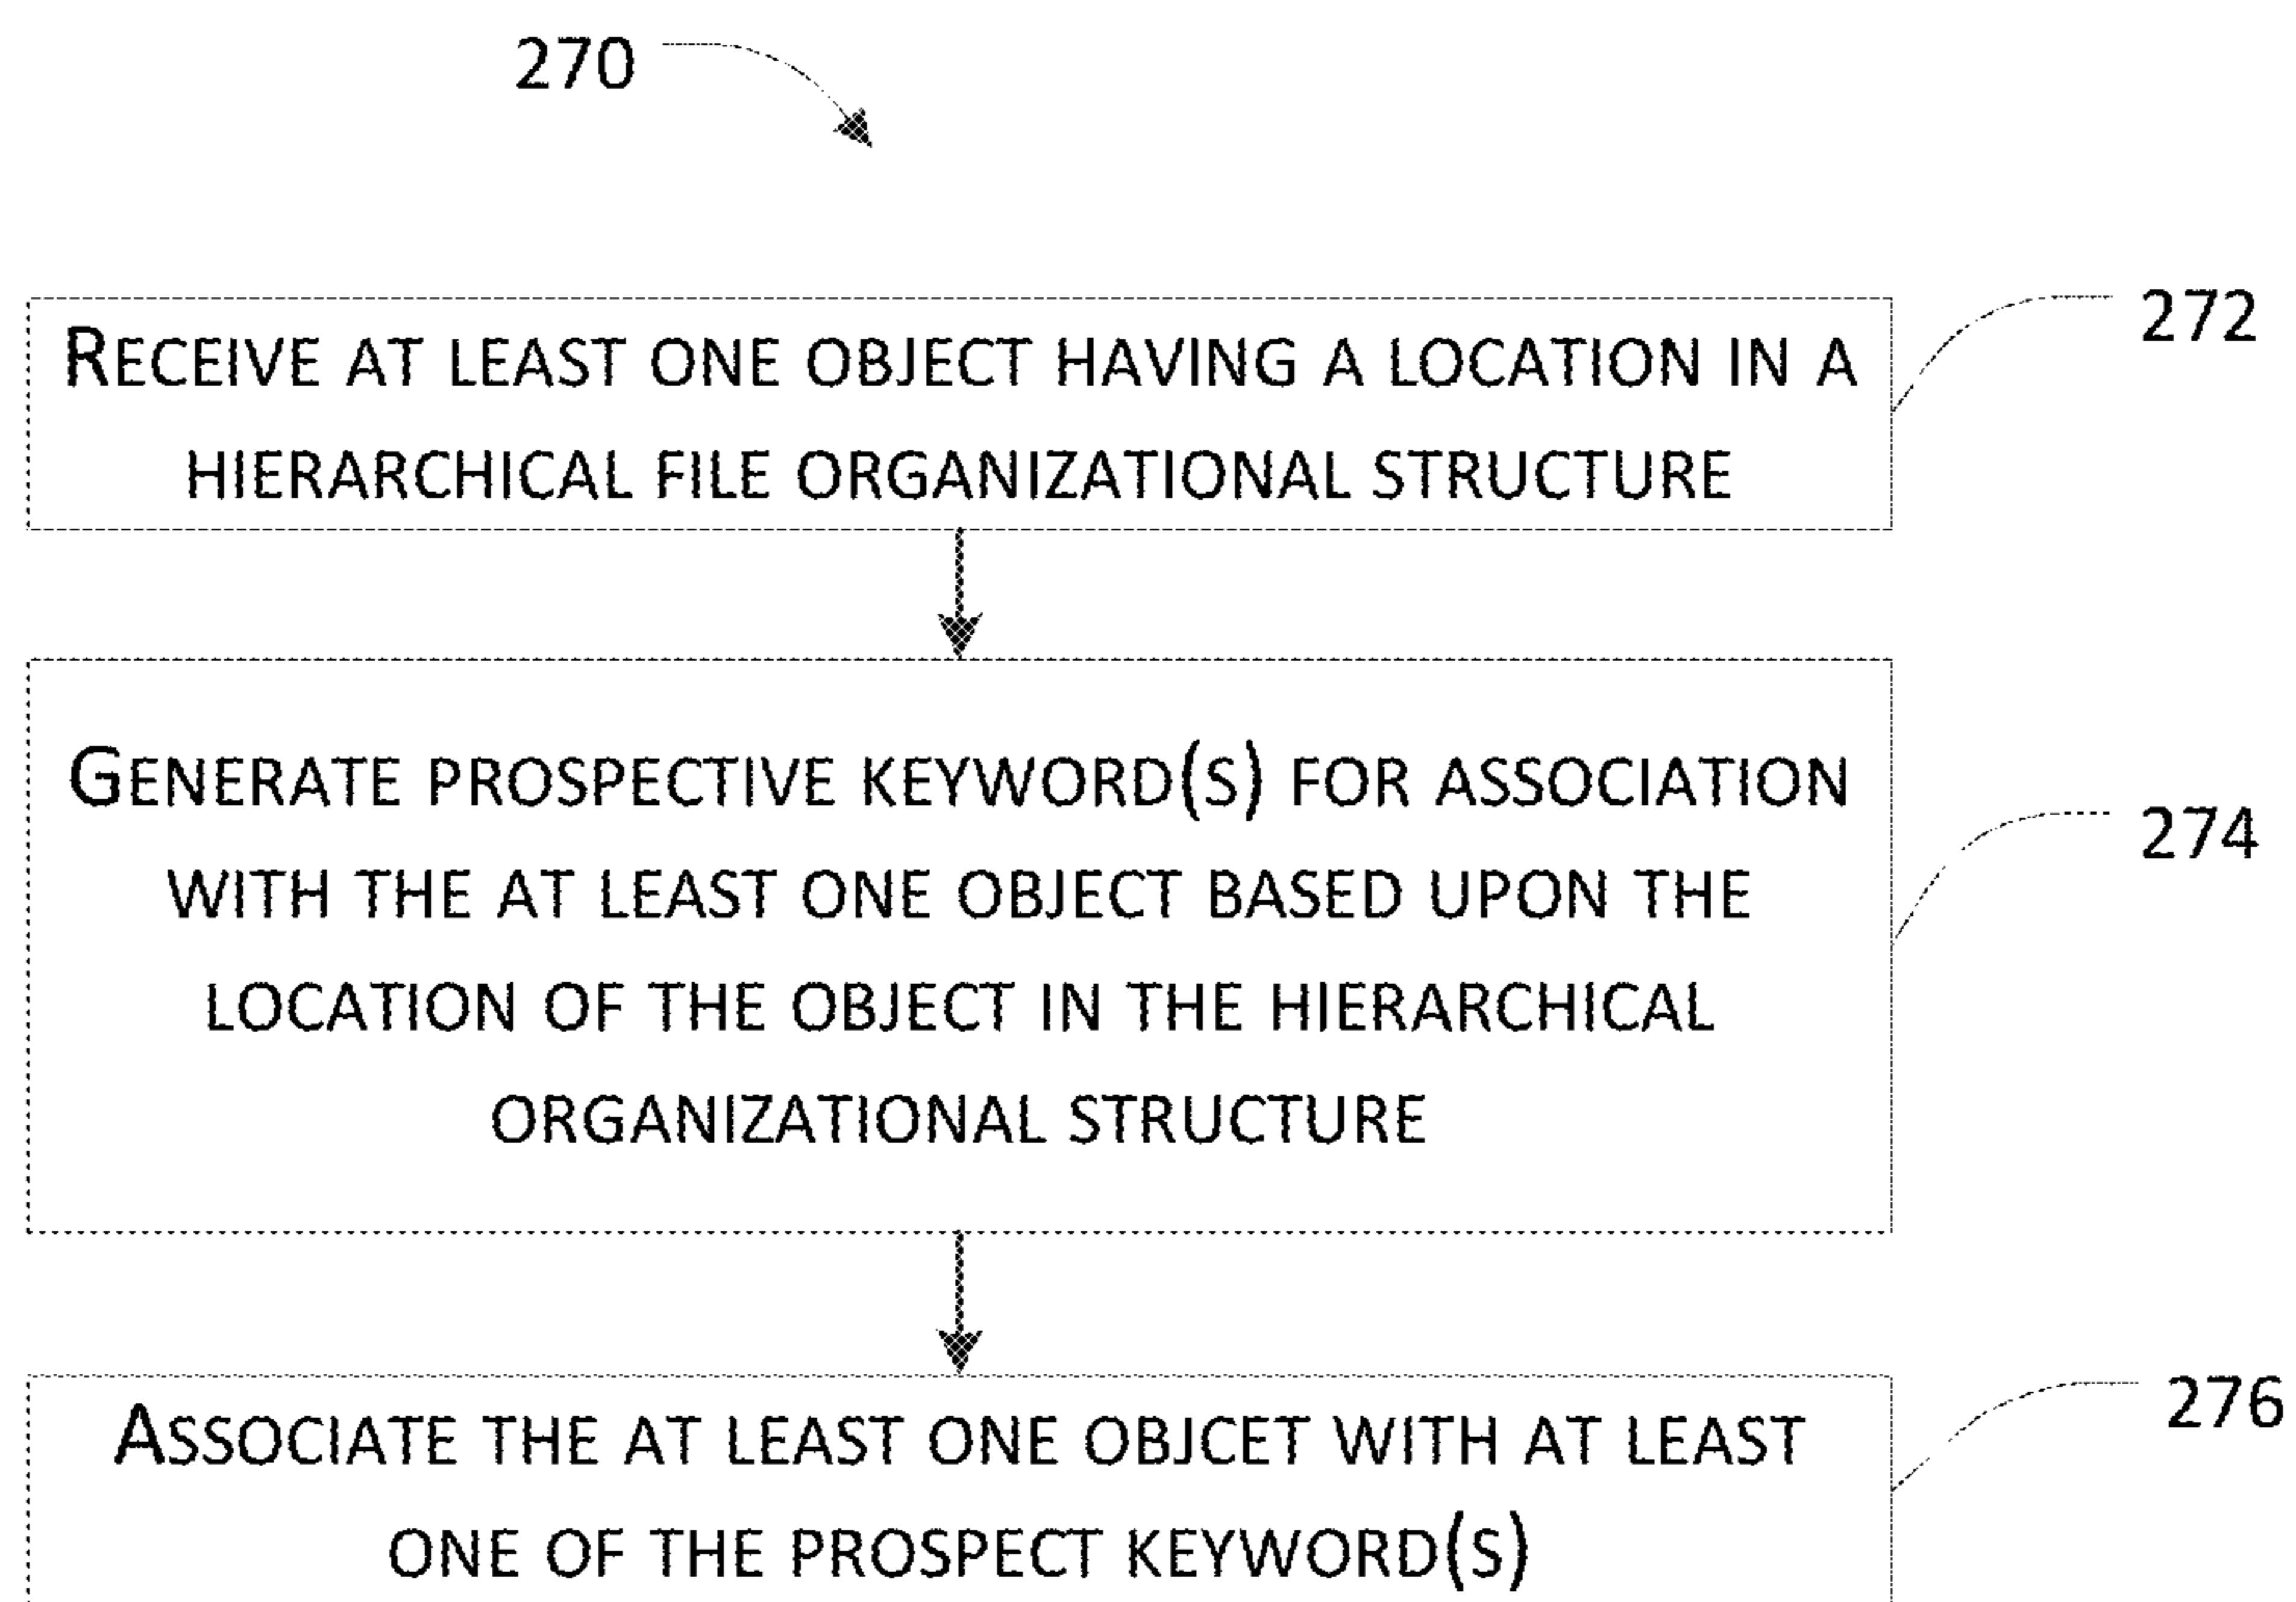 270
RECEIVE AT LEAST ONE OBJECT HAVING A LOCATION IN A
HIERARCHICAL FILE ORGANIZATIONAL STRUCTURE
272
GENERATE PROSPECTIVE KEYWORD(S) FOR ASSOCIATION
WITH THE AT LEAST ONE OBJECT BASED UPON THE
LOCATION OF THE OBJECT IN THE HIERARCHICAL
ORGANIZATIONAL STRUCTURE
274
ASSOCIATE THE AT LEAST ONE OBJCET WITH AT LEAST
ONE OF THE PROSPECT KEYWORD(S)
276